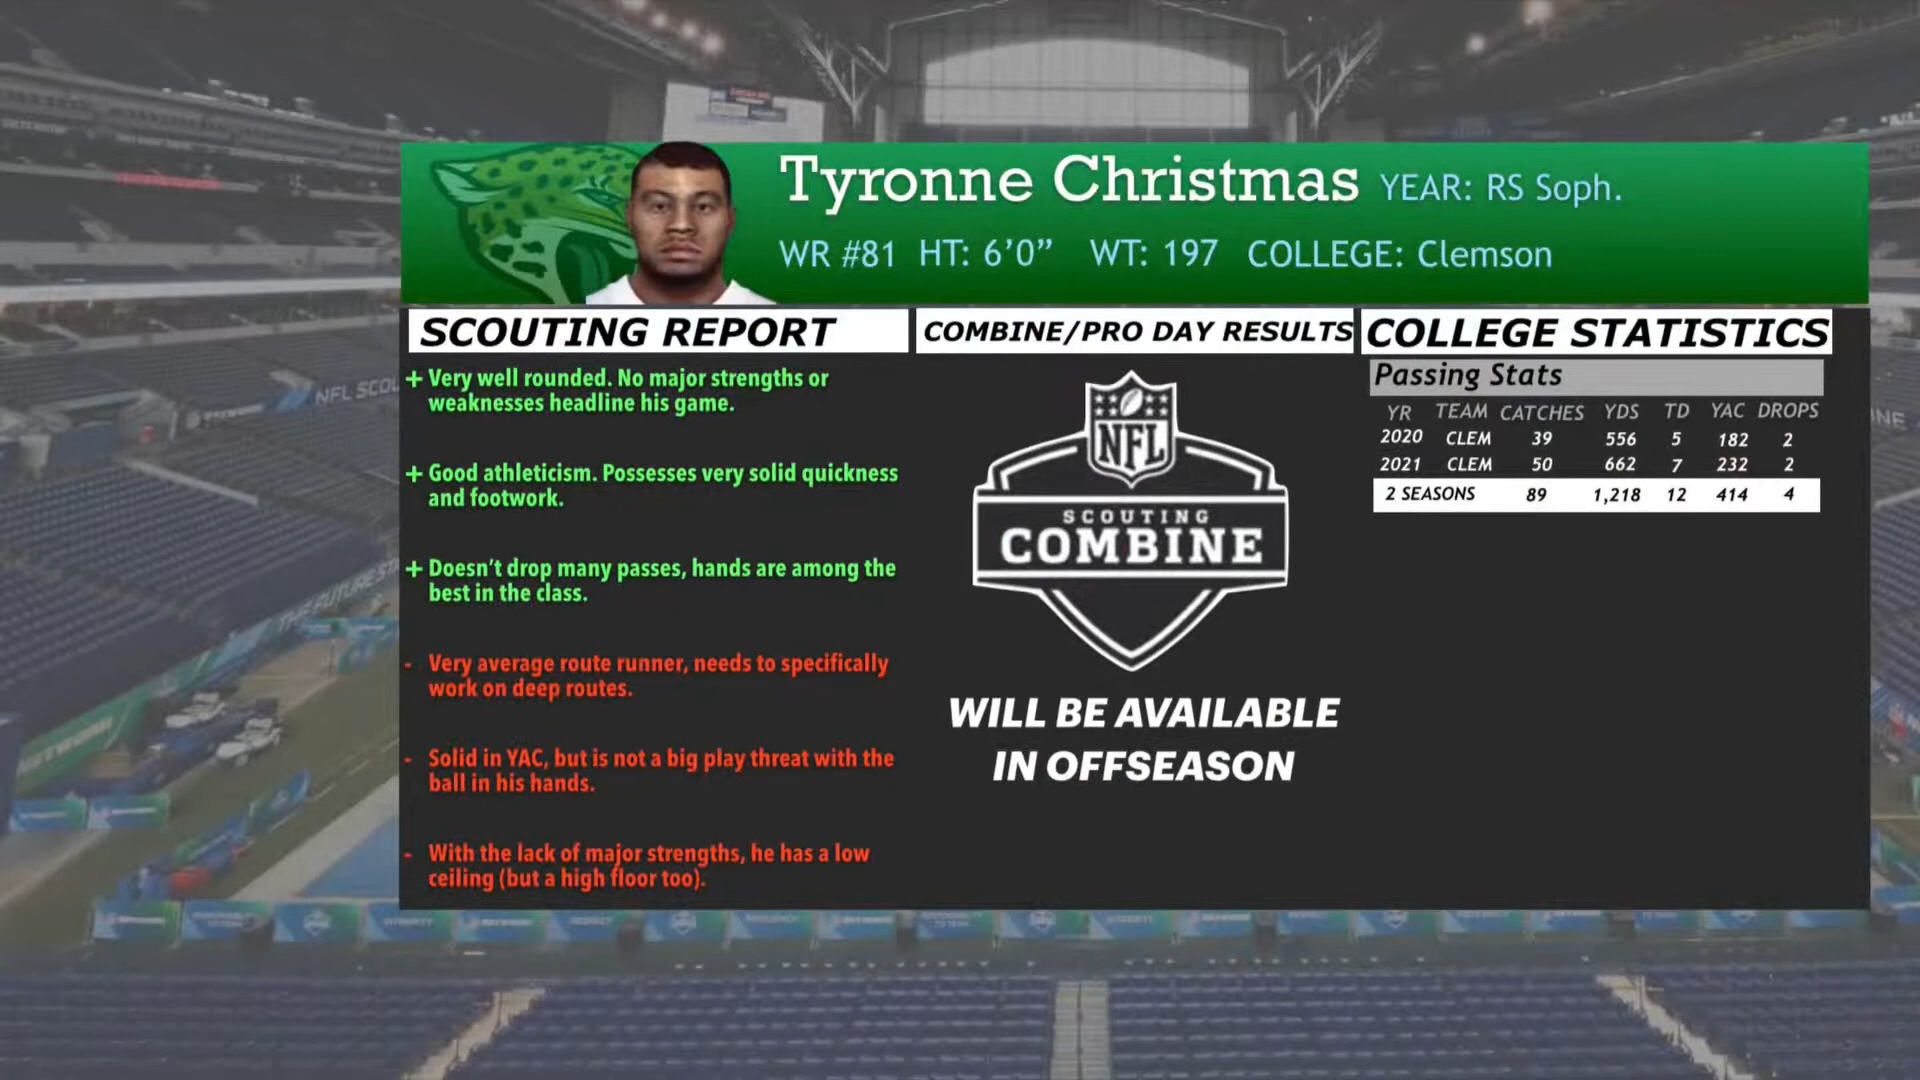 Tyronne Christmas YEAR: RS Soph.
WR #81 HT: 6’0” WT: 197 COLLEGE: Clemson
SCOUTING REPORT
+ Very well rounded. No major strengths or
weaknesses headline his game.
+ Good athleticism. Possesses very solid quickness
and footwork.
+ Doesn’t drop many passes, hands are among the
best in the class.
- Very average route runner, needs to specifically
work on deep routes.
- Solid in YAC, but is not a big play threat with the
ball in his hands.
- With the lack of major strengths, he has a low
ceiling (but a high floor too).
COMBINE/PRO DAY RESULTS
NFL
SCOUTING
COMBINE
WILL BE AVAILABLE
IN OFFSEASON
COLLEGE STATISTICS
Passing Stats
YR TEAM CATCHES YDS TD YAC DROPS
2020 CLEM 39 556 5 182 2
2021 CLEM 50 662 7 232 2
2 SEASONS 89 1,218 12 414 4
NFL SCOU